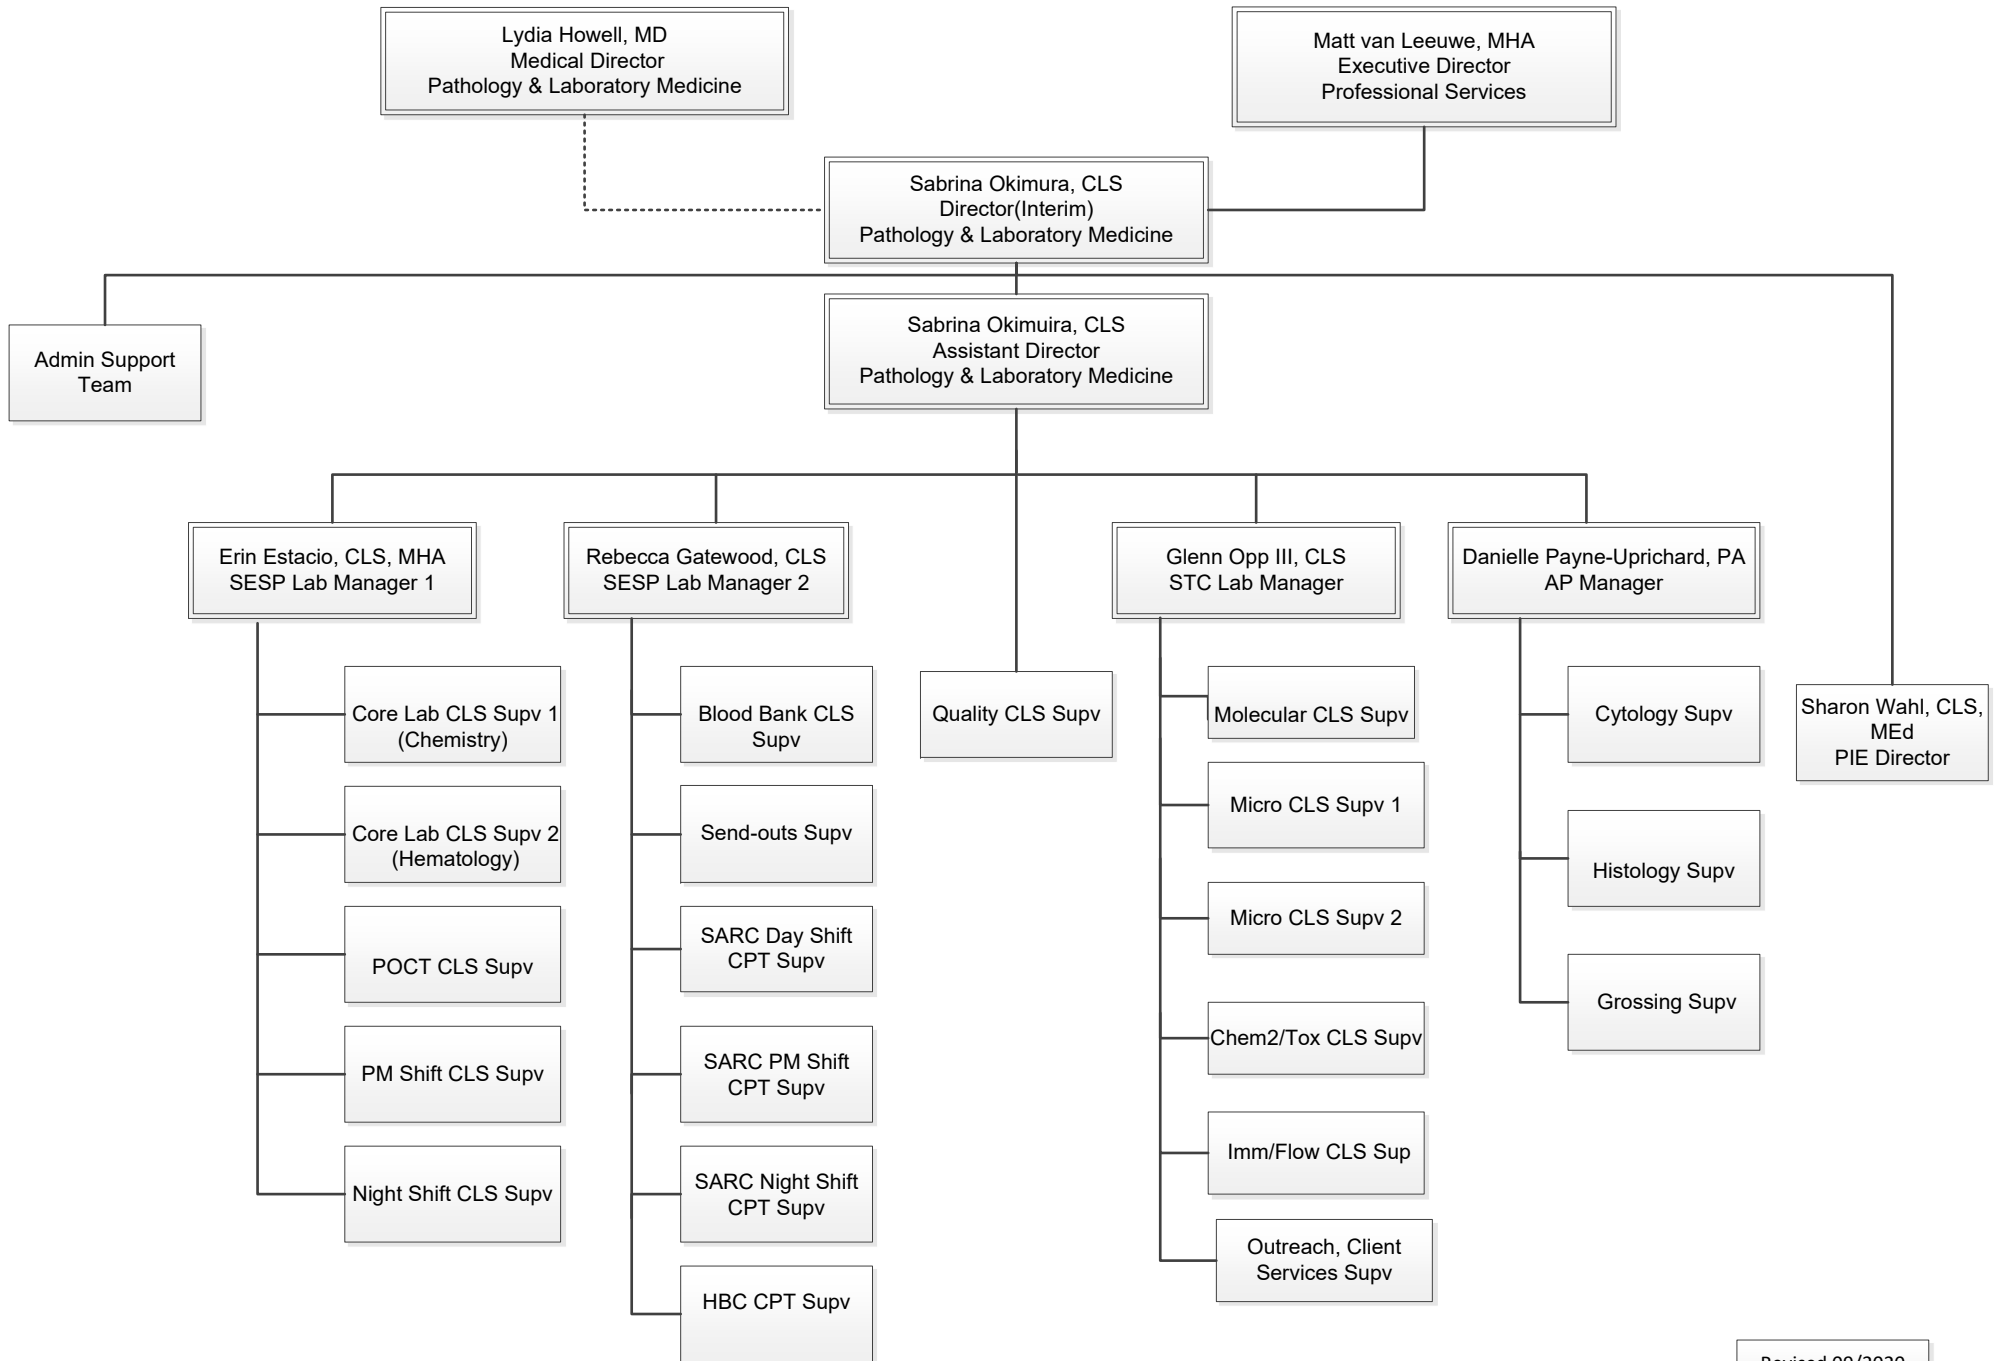 Lydia Howell, MD
Medical Director
Pathology & Laboratory Medicine
Matt van Leeuwe, MHA
Executive Director
Professional Services
Sabrina Okimura, CLS
Director(Interim)
Pathology & Laboratory Medicine
Sabrina Okimuira, CLS
Assistant Director
Pathology & Laboratory Medicine
Admin Support
Team
Erin Estacio, CLS, MHA
SESP Lab Manager 1
Rebecca Gatewood, CLS
SESP Lab Manager 2
Glenn Opp III, CLS
STC Lab Manager
Danielle Payne-Uprichard, PA
AP Manager
Core Lab CLS Supv 1
(Chemistry)
Core Lab CLS Supv 2
(Hematology)
POCT CLS Supv
PM Shift CLS Supv
Night Shift CLS Supv
Blood Bank CLS
Supv
Send-outs Supv
SARC Day Shift
CPT Supv
SARC PM Shift
CPT Supv
SARC Night Shift
CPT Supv
HBC CPT Supv
Quality CLS Supv
Molecular CLS Supv
Micro CLS Supv 1
Micro CLS Supv 2
Chem2/Tox CLS Supv
Imm/Flow CLS Sup
Outreach, Client
Services Supv
Cytology Supv
Histology Supv
Grossing Supv
Sharon Wahl, CLS,
MEd
PIE Director
Revised 09/2020